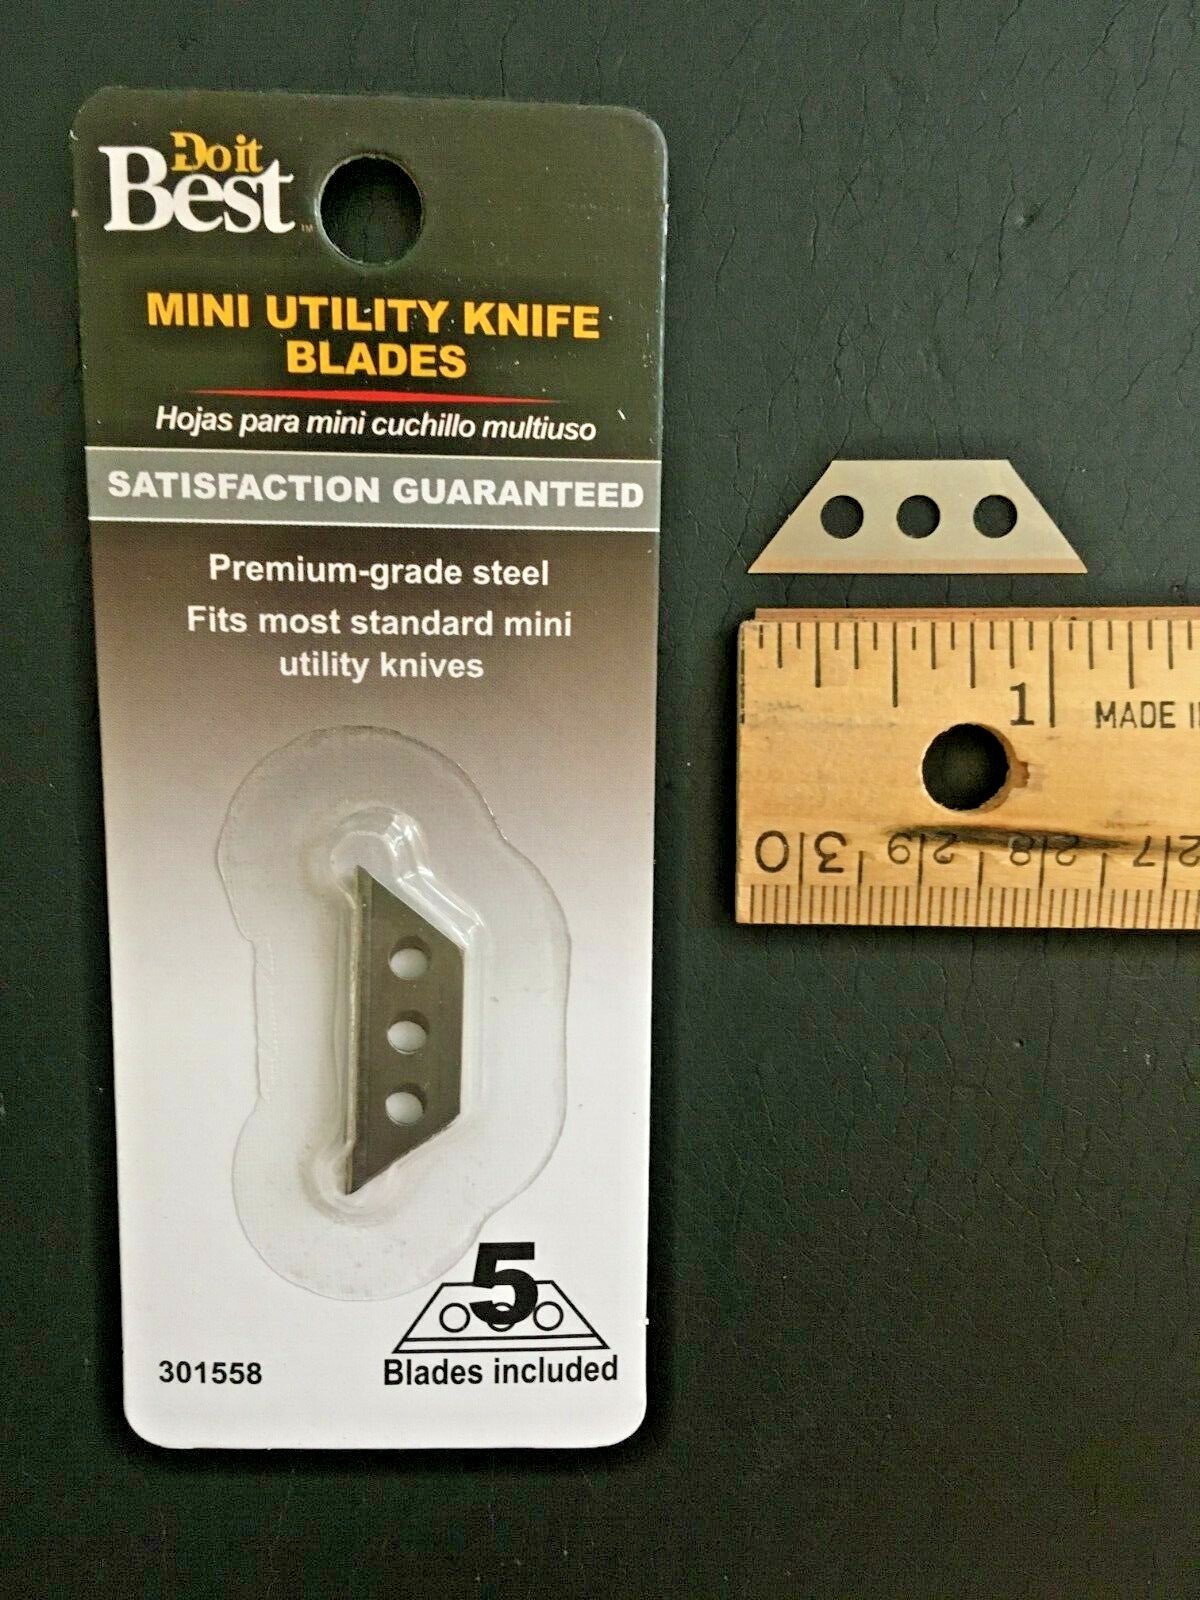 Do it
Best™
MINI UTILITY KNIFE
BLADES
Hojas para mini cuchillo multiuso
SATISFACTION GUARANTEED
Premium-grade steel
Fits most standard mini
utility knives
5
Blades included
301558
1
MADE
30 29 28 27